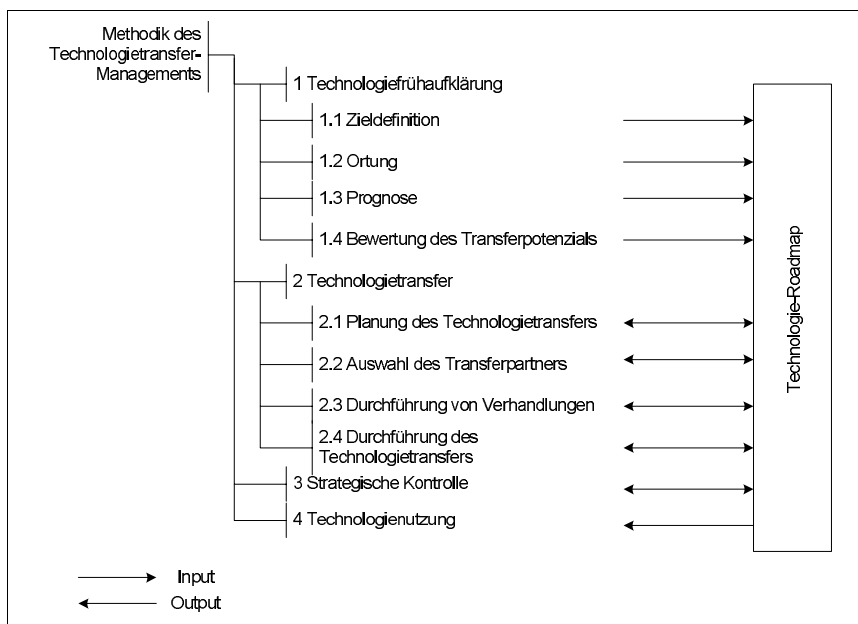 Methodik des
Technologietransfer-
Managements
1 Technologiefrühaufklärung
1.1 Zieldefinition
1.2 Ortung
1.3 Prognose
1.4 Bewertung des Transferpotenzials
2 Technologietransfer
2.1 Planung des Technologietransfers
2.2 Auswahl des Transferpartners
2.3 Durchführung von Verhandlungen
2.4 Durchführung des
Technologietransfers
3 Strategische Kontrolle
4 Technologienutzung
Technologie-Roadmap
Input
Output